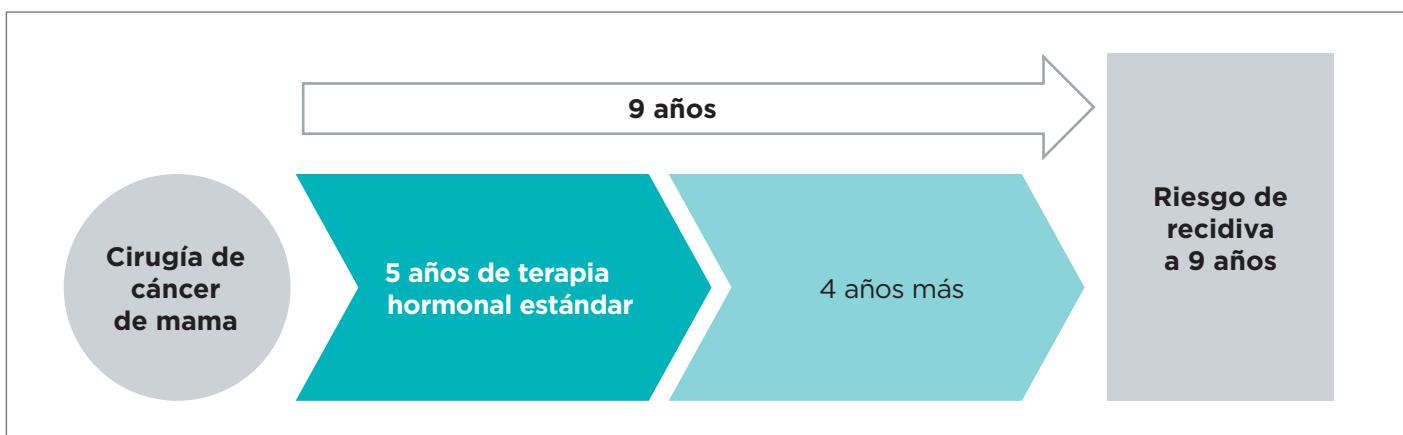 9 años
Cirugía de
cáncer
de mama
5 años de terapia
hormonal estándar
4 años más
Riesgo de
recidiva
a 9 años